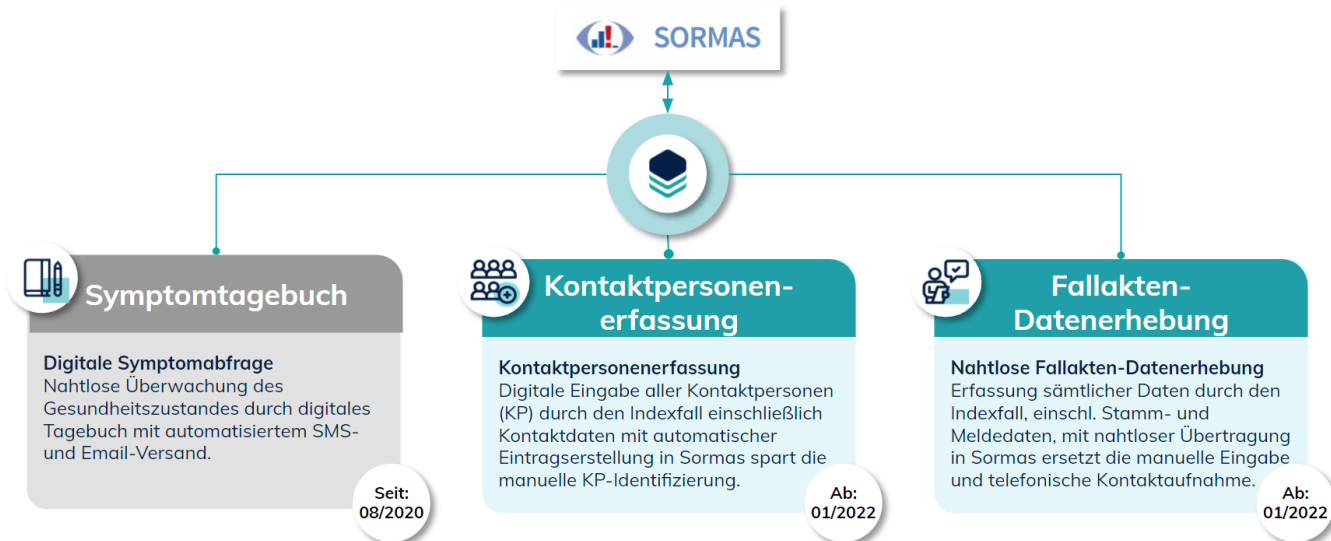 SORMAS
Symptomtagebuch
Digitale Symptomabfrage
Nahtlose Überwachung des
Gesundheitszustandes durch digitales
Tagebuch mit automatisiertem SMS-
und Email-Versand.
Seit:
08/2020
Kontaktpersonen-
erfassung
Kontaktpersonenerfassung
Digitale Eingabe aller Kontaktpersonen
(KP) durch den Indexfall einschließlich
Kontaktdaten mit automatischer
Eintragserstellung in Sormas spart die
manuelle KP-Identifizierung.
Ab:
01/2022
Fallakten-
Datenerhebung
Nahtlose Fallakten-Datenerhebung
Erfassung sämtlicher Daten durch den
Indexfall, einschl. Stamm- und
Meldedaten, mit nahtloser Übertragung
in Sormas ersetzt die manuelle Eingabe
und telefonische Kontaktaufnahme.
Ab:
01/2022